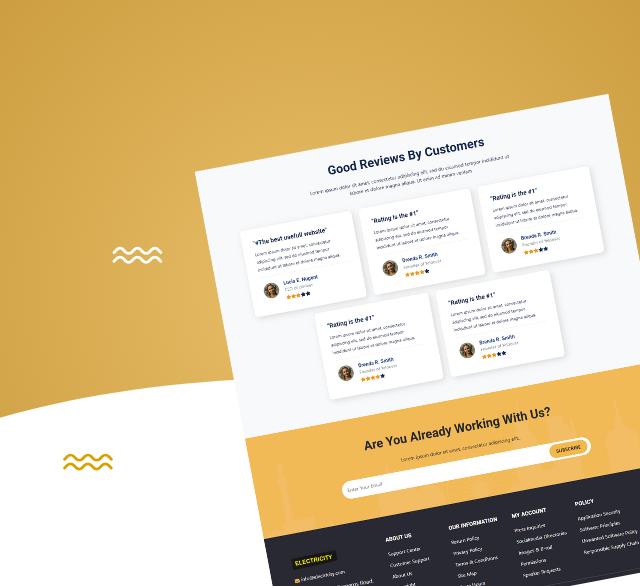 Good Reviews By Customers
Lorem ipsum dolor sit amet, consectetur adipiscing elit, sed do eiusmod tempor incididunt ut
labore et dolore magna aliqua. Ut enim ad minim veniam
"#The best usefull website"
Lorem ipsum dolor sit amet, consectetur
adipiscing elit, sed do eiusmod tempor
incididunt ut labore et dolore magna aliqua.
Lucia E. Nugent
CEO of
"Rating is the #1"
Lorem ipsum dolor sit amet, consectetur
adipiscing elit, sed do eiusmod tempor
incididunt ut labore et dolore magna aliqua.
Brenda R. Smith
Founder of
"Rating is the #1"
Lorem ipsum dolor sit amet, consectetur
adipiscing elit, sed do eiusmod tempor
incididunt ut labore et dolore magna aliqua.
Brenda R. Smith
Founder of
"Rating is the #1"
Lorem ipsum dolor sit amet, consectetur
adipiscing elit, sed do eiusmod tempor
incididunt ut labore et dolore magna aliqua.
Brenda R. Smith
Founder of
"Rating is the #1"
Lorem ipsum dolor sit amet, consectetur
adipiscing elit, sed do eiusmod tempor
incididunt ut labore et dolore magna aliqua.
Brenda R. Smith
Founder of
Are You Already Working With Us?
Lorem ipsum dolor sit amet, consectetur adipiscing elit,
Enter Your Email
SUBSCRIBE
ELECTRICITY
info@electricity.com
Road,
ABOUT US
Support Center
Customer Support
About Us
OUR INFORMATION
Return Policy
Privacy Policy
Terms & Conditions
Site Map
Hours
MY ACCOUNT
Press Inquiries
Social media Directories
Images & B-roll
Permissions
Speaker Requests
POLICY
Application Security
Software Principles
Unwanted Software Policy
Responsible Supply Chain